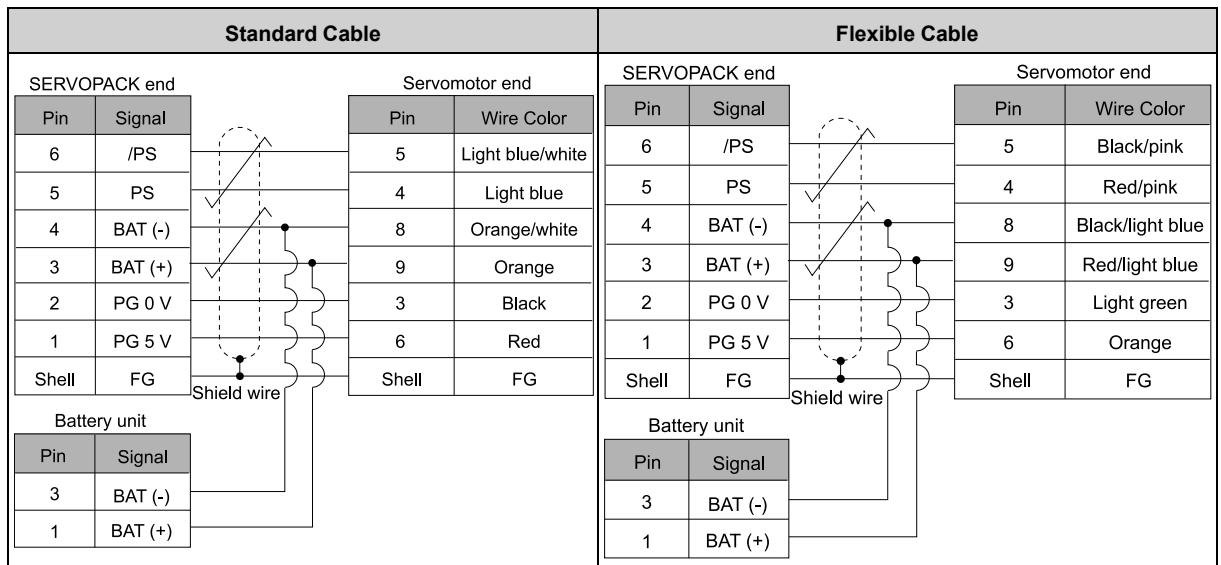 Standard Cable
SERVOPACK end
Servomotor end
Pin Signal Pin Wire Color
6 /PS 5 Light blue/white
5 PS 4 Light blue
4 BAT (-) 8 Orange/white
3 BAT (+) 9 Orange
2 PG 0 V 3 Black
1 PG 5 V 6 Red
Shell FG Shell FG
Shield wire
Battery unit
Pin Signal
3 BAT (-)
1 BAT (+)
Flexible Cable
SERVOPACK end
Servomotor end
Pin Signal Pin Wire Color
6 /PS 5 Black/pink
5 PS 4 Red/pink
4 BAT (-) 8 Black/light blue
3 BAT (+) 9 Red/light blue
2 PG 0 V 3 Light green
1 PG 5 V 6 Orange
Shell FG Shell FG
Shield wire
Battery unit
Pin Signal
3 BAT (-)
1 BAT (+)